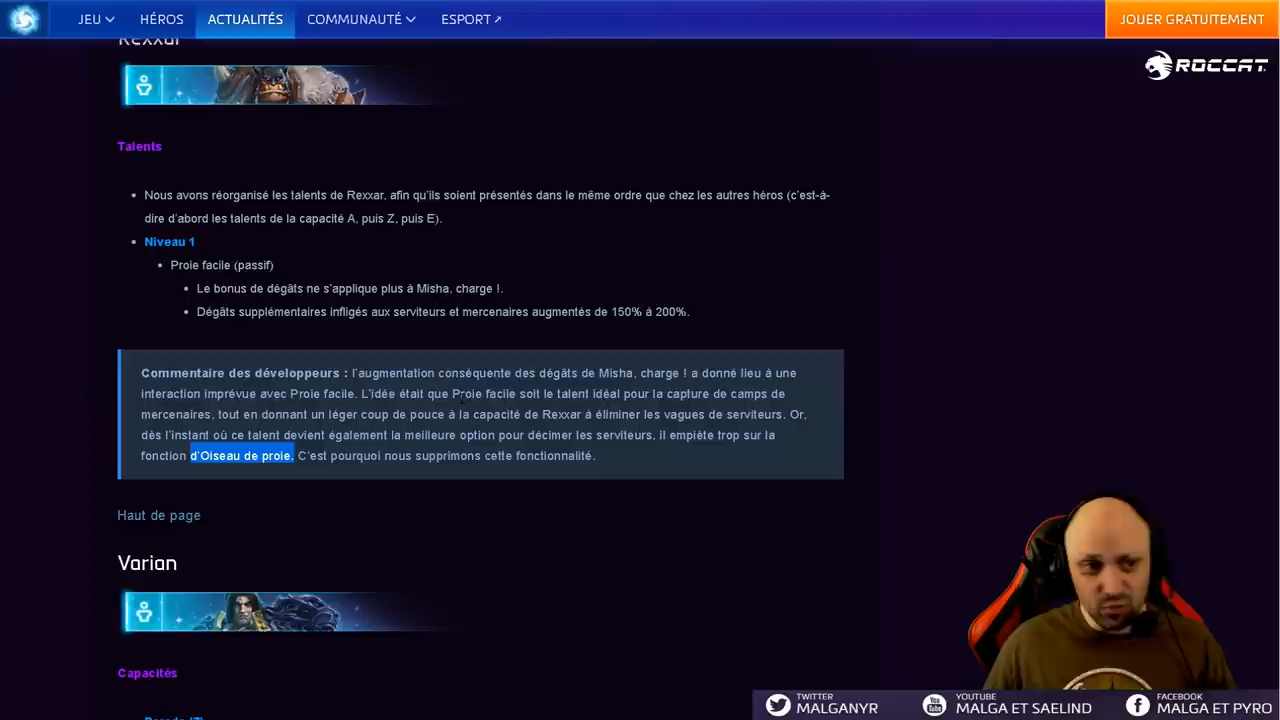 JEU HÉROS ACTUALITÉS COMMUNAUTÉ ESPORT JOUER GRATUITEMENT
Rexxar
ROCCAT
Talents
• Nous avons réorganisé les talents de Rexxar, afin qu'ils soient présentés dans le même ordre que chez les autres héros (c'est-à-
dire d'abord les talents de la capacité A, puis Z, puis E).
• Niveau 1
• Proie facile (passif)
• Le bonus de dégâts ne s'applique plus à Misha, charge !.
• Dégâts supplémentaires infligés aux serviteurs et mercenaires augmentés de 150% à 200%.
Commentaire des développeurs : l'augmentation conséquente des dégâts de Misha, charge ! a donné lieu à une
interaction imprévue avec Proie facile. L'idée était que Proie facile soit le talent idéal pour la capture de camps de
mercenaires, tout en donnant un léger coup de pouce à la capacité de Rexxar à éliminer les vagues de serviteurs. Or,
dès l'instant où ce talent devient également la meilleure option pour décimer les serviteurs, il empiète trop sur la
fonction d'Oiseau de proie. C'est pourquoi nous supprimons cette fonctionnalité.
Haut de page
Varian
Capacités
Parade (Z)
TWITTER
MALGANYR
YOUTUBE
MALGA ET SAELIND
FACEBOOK
MALGA ET PYRO